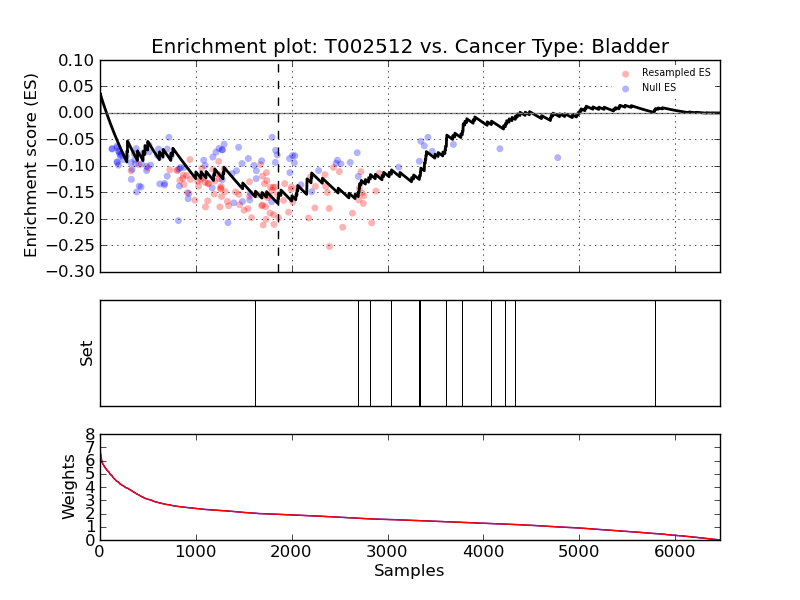 Enrichment plot: T002512 vs. Cancer Type: Bladder
Enrichment score (ES)
0.10
0.05
0.00
−0.05
−0.10
−0.15
−0.20
−0.25
−0.30
Resampled ES
Null ES
Set
Weights
8
7
6
5
4
3
2
1
0
0 1000 2000 3000 4000 5000 6000
Samples